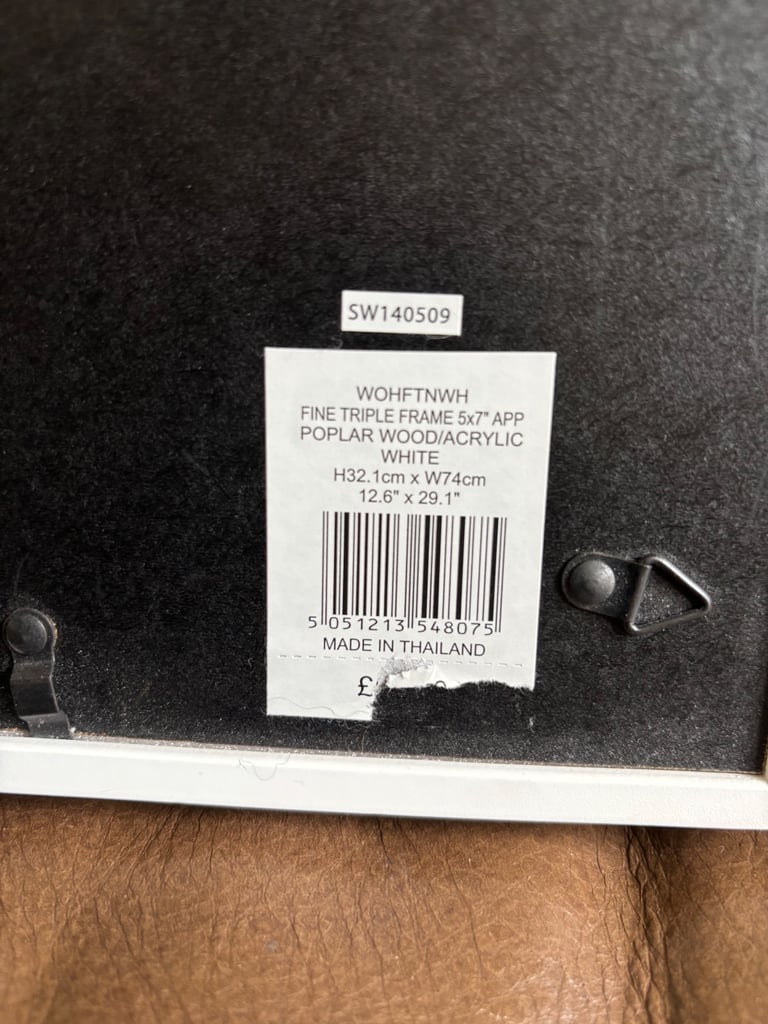 SW140509
WOHFTNWH
FINE TRIPLE FRAME 5x7" APP
POPLAR WOOD/ACRYLIC
WHITE
H32.1cm x W74cm
12.6" x 29.1"
5 051213 548075
MADE IN THAILAND
£